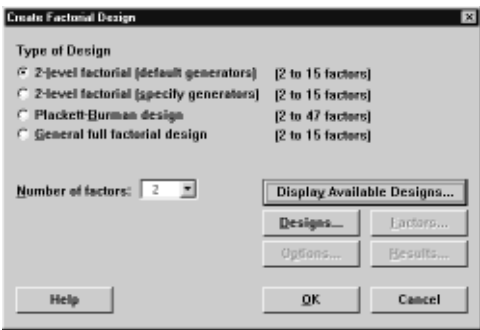 Create Factorial Design
Type of Design
2-level factorial (default generators) (2 to 15 factors)
2-level factorial (specify generators) (2 to 15 factors)
Plackett-Burman design (2 to 47 factors)
General full factorial design (2 to 15 factors)
Number of factors: 2 Display Available Designs...
Designs... Factors...
Options... Results...
Help OK Cancel